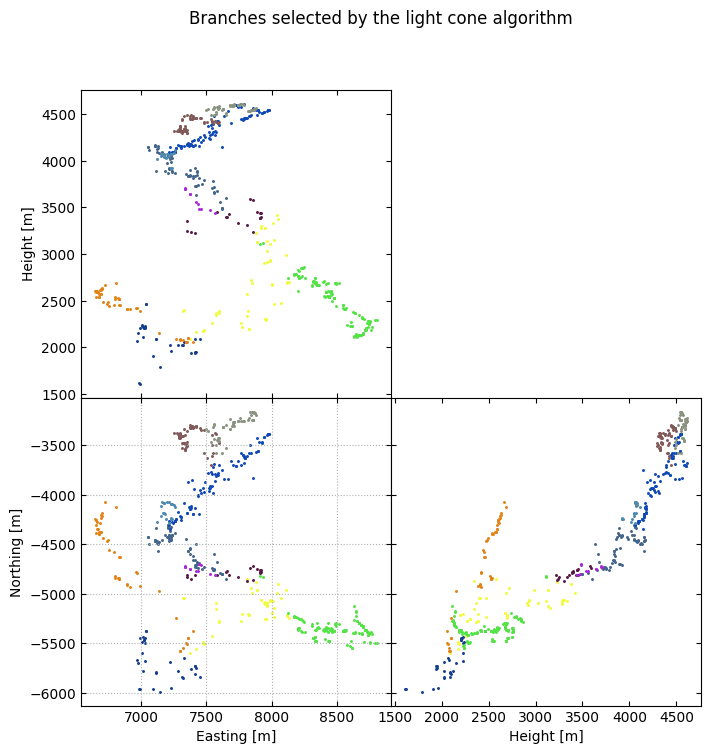 Branches selected by the light cone algorithm
4500
4000
3500
3000
2500
2000
1500
Height [m]
−3500
−4000
−4500
−5000
−5500
−6000
Northing [m]
7000 7500 8000 8500 1500 2000 2500 3000 3500 4000 4500
Easting [m] Height [m]